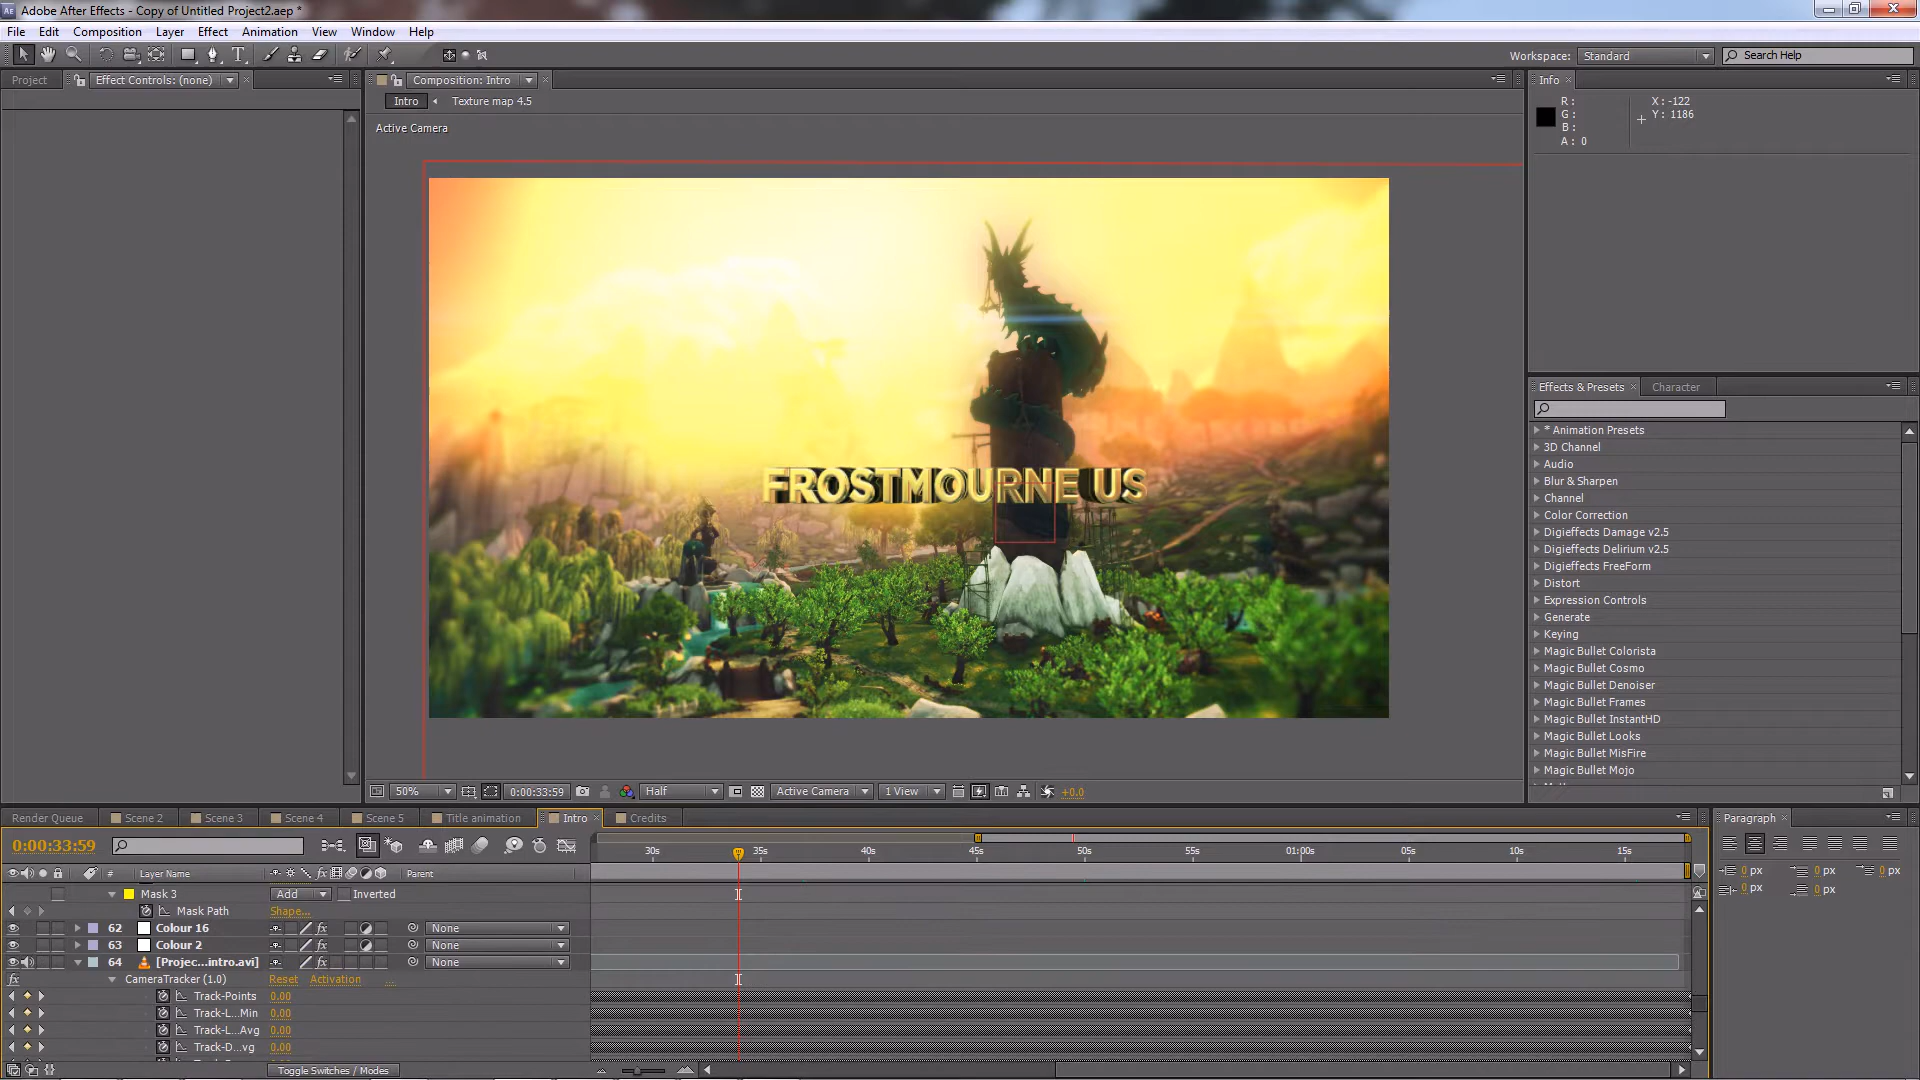 Adobe After Effects - Copy of Untitled Project2.aep *
File Edit Composition Layer Effect Animation View Window Help
Workspace: Standard Search Help
Project Effect Controls: (none) Composition: Intro Info
Intro Texture map 4.5
Active Camera
R: X: -122
G: Y: 1186
B:
A: 0
FROSTMOURNE US
Effects & Presets Character
* Animation Presets
3D Channel
Audio
Blur & Sharpen
Channel
Color Correction
Digieffects Damage v2.5
Digieffects Delirium v2.5
Digieffects FreeForm
Distort
Expression Controls
Generate
Keying
Magic Bullet Colorista
Magic Bullet Cosmo
Magic Bullet Denoiser
Magic Bullet Frames
Magic Bullet InstantHD
Magic Bullet Looks
Magic Bullet MisFire
Magic Bullet Mojo
50% 0:00:33:59 Half Active Camera 1 View +0.0
Render Queue Scene 2 Scene 3 Scene 4 Scene 5 Title animation Intro Credits Paragraph
0:00:33:59
30s 35s 40s 45s 50s 55s 01:00s 05s 10s 15s
# Layer Name fx Parent
0 px 0 px 0 px
0 px 0 px
Mask 3 Add Inverted
Mask Path Shape...
62 Colour 16 fx None
63 Colour 2 fx None
64 [Projec...intro.avi] fx None
fx CameraTracker (1.0) Reset Activation ...
Track-Points 0.00
Track-L...Min 0.00
Track-L...Avg 0.00
Track-D...vg 0.00
Toggle Switches / Modes